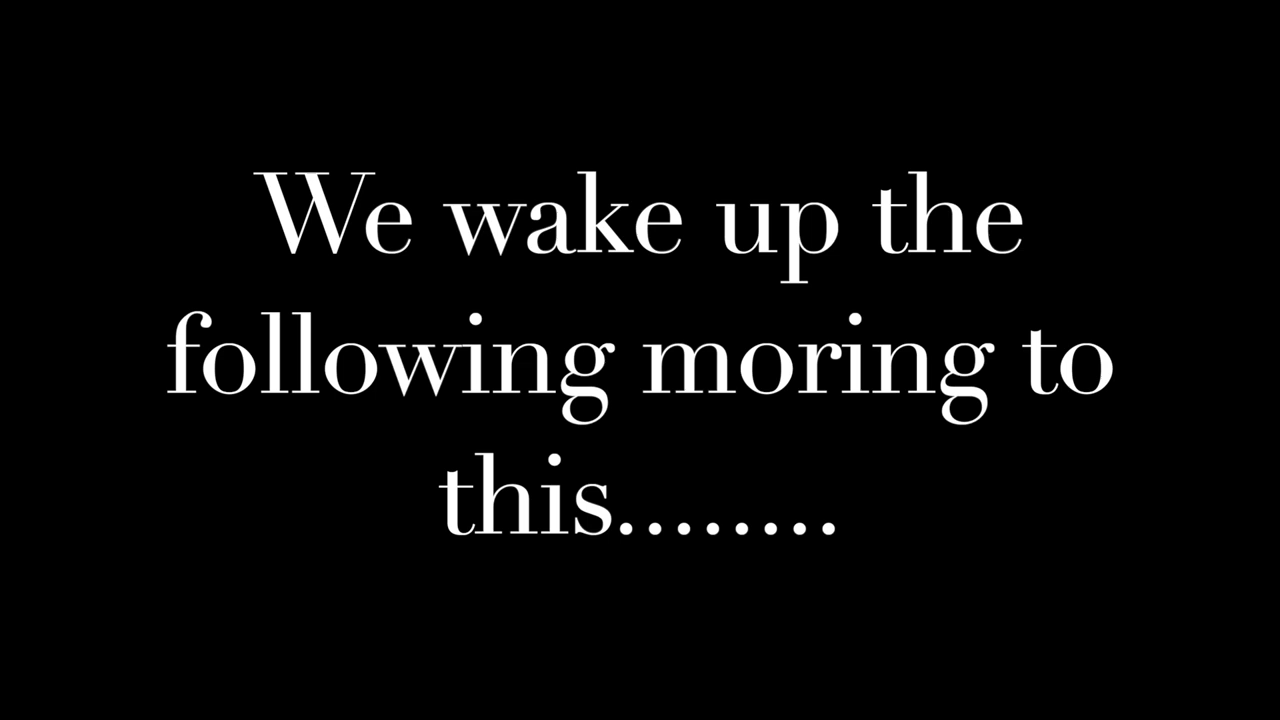 We wake up the
following moring to
this........